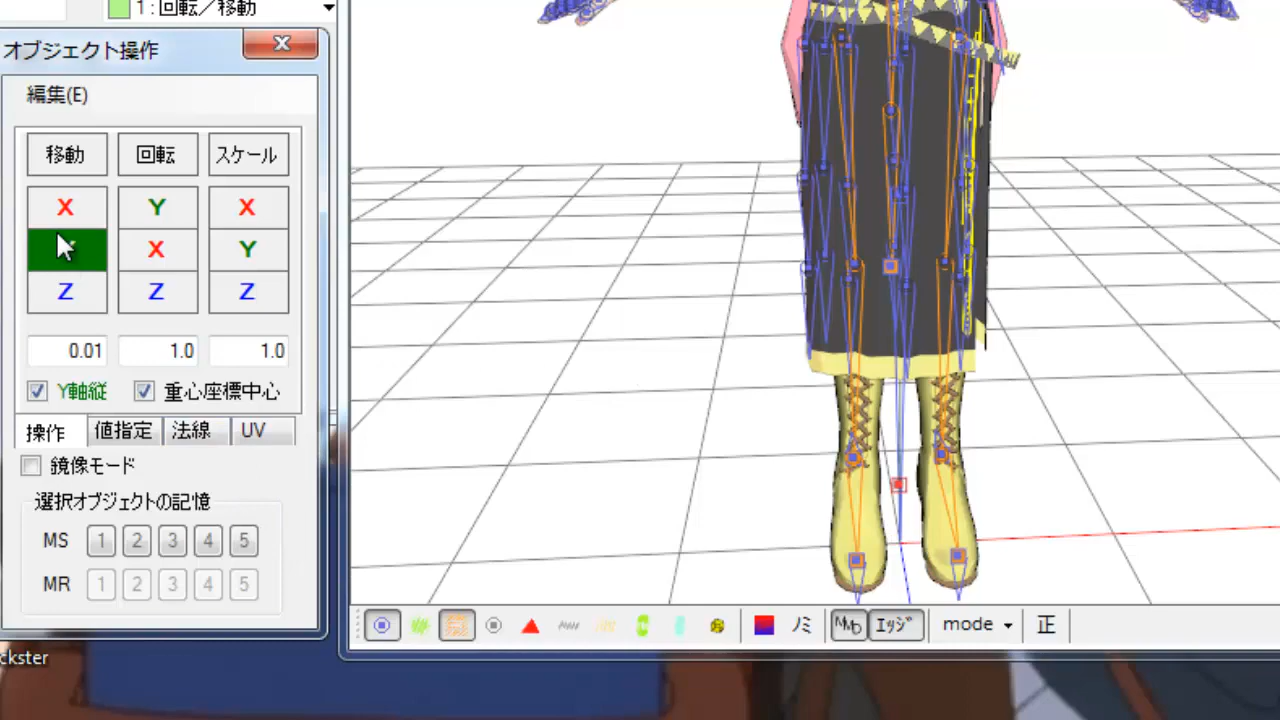 1 : 回転／移動
オブジェクト操作
編集(E)
移動 回転 スケール
X Y X
X Y
Z Z Z
0.01 1.0 1.0
Y軸縦 重心座標中心
操作 値指定 法線 UV
鏡像モード
選択オブジェクトの記憶
MS 1 2 3 4 5
MR 1 2 3 4 5
MMD ｴｯｼﾞ mode 正
ckster